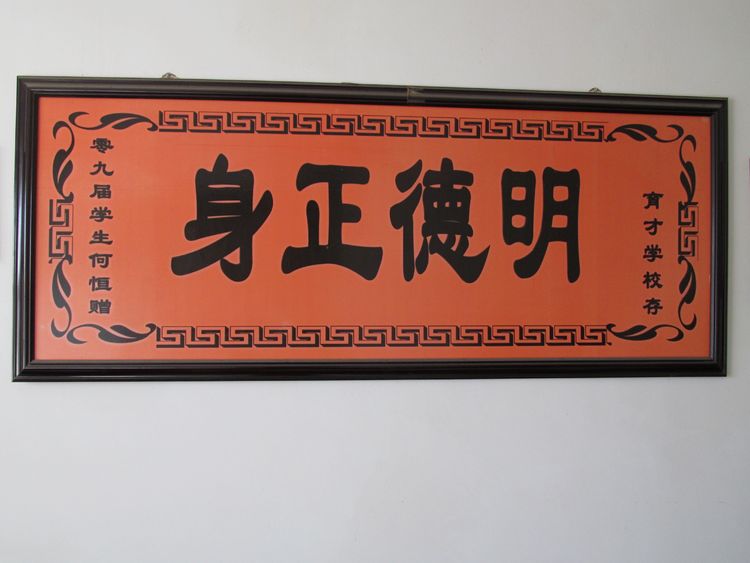 育才学校存
明德正身
零九届学生何恒赠